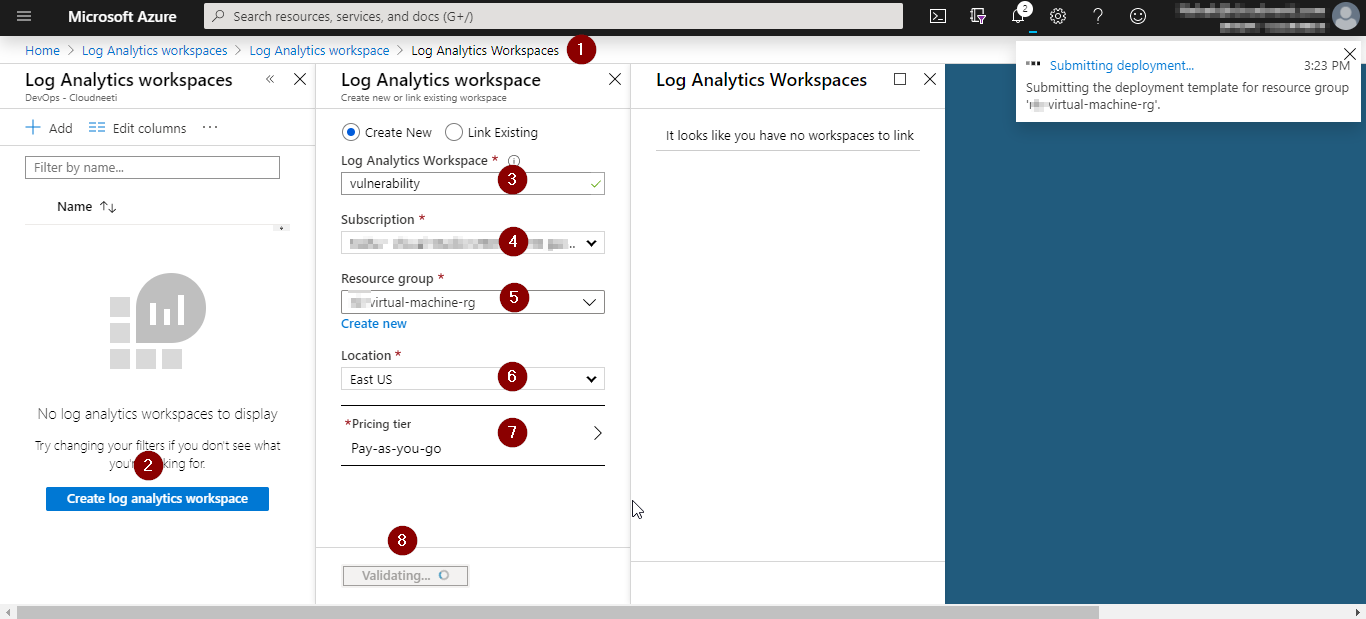 Microsoft Azure
Search resources, services, and docs (G+/)
2
Home > Log Analytics workspaces > Log Analytics workspace > Log Analytics Workspaces
1
Log Analytics workspaces
DevOps - Cloudneeti
Add
Edit columns
Filter by name...
Name
No log analytics workspaces to display
Try changing your filters if you don't see what
you're looking for.
2
Create log analytics workspace
Log Analytics workspace
Create new or link existing workspace
Create New
Link Existing
Log Analytics Workspace *
3
vulnerability
Subscription *
4
Resource group *
5
virtual-machine-rg
Create new
Location *
6
East US
*Pricing tier
7
Pay-as-you-go
8
Validating...
Log Analytics Workspaces
It looks like you have no workspaces to link
Submitting deployment...
3:23 PM
Submitting the deployment template for resource group
'virtual-machine-rg'.